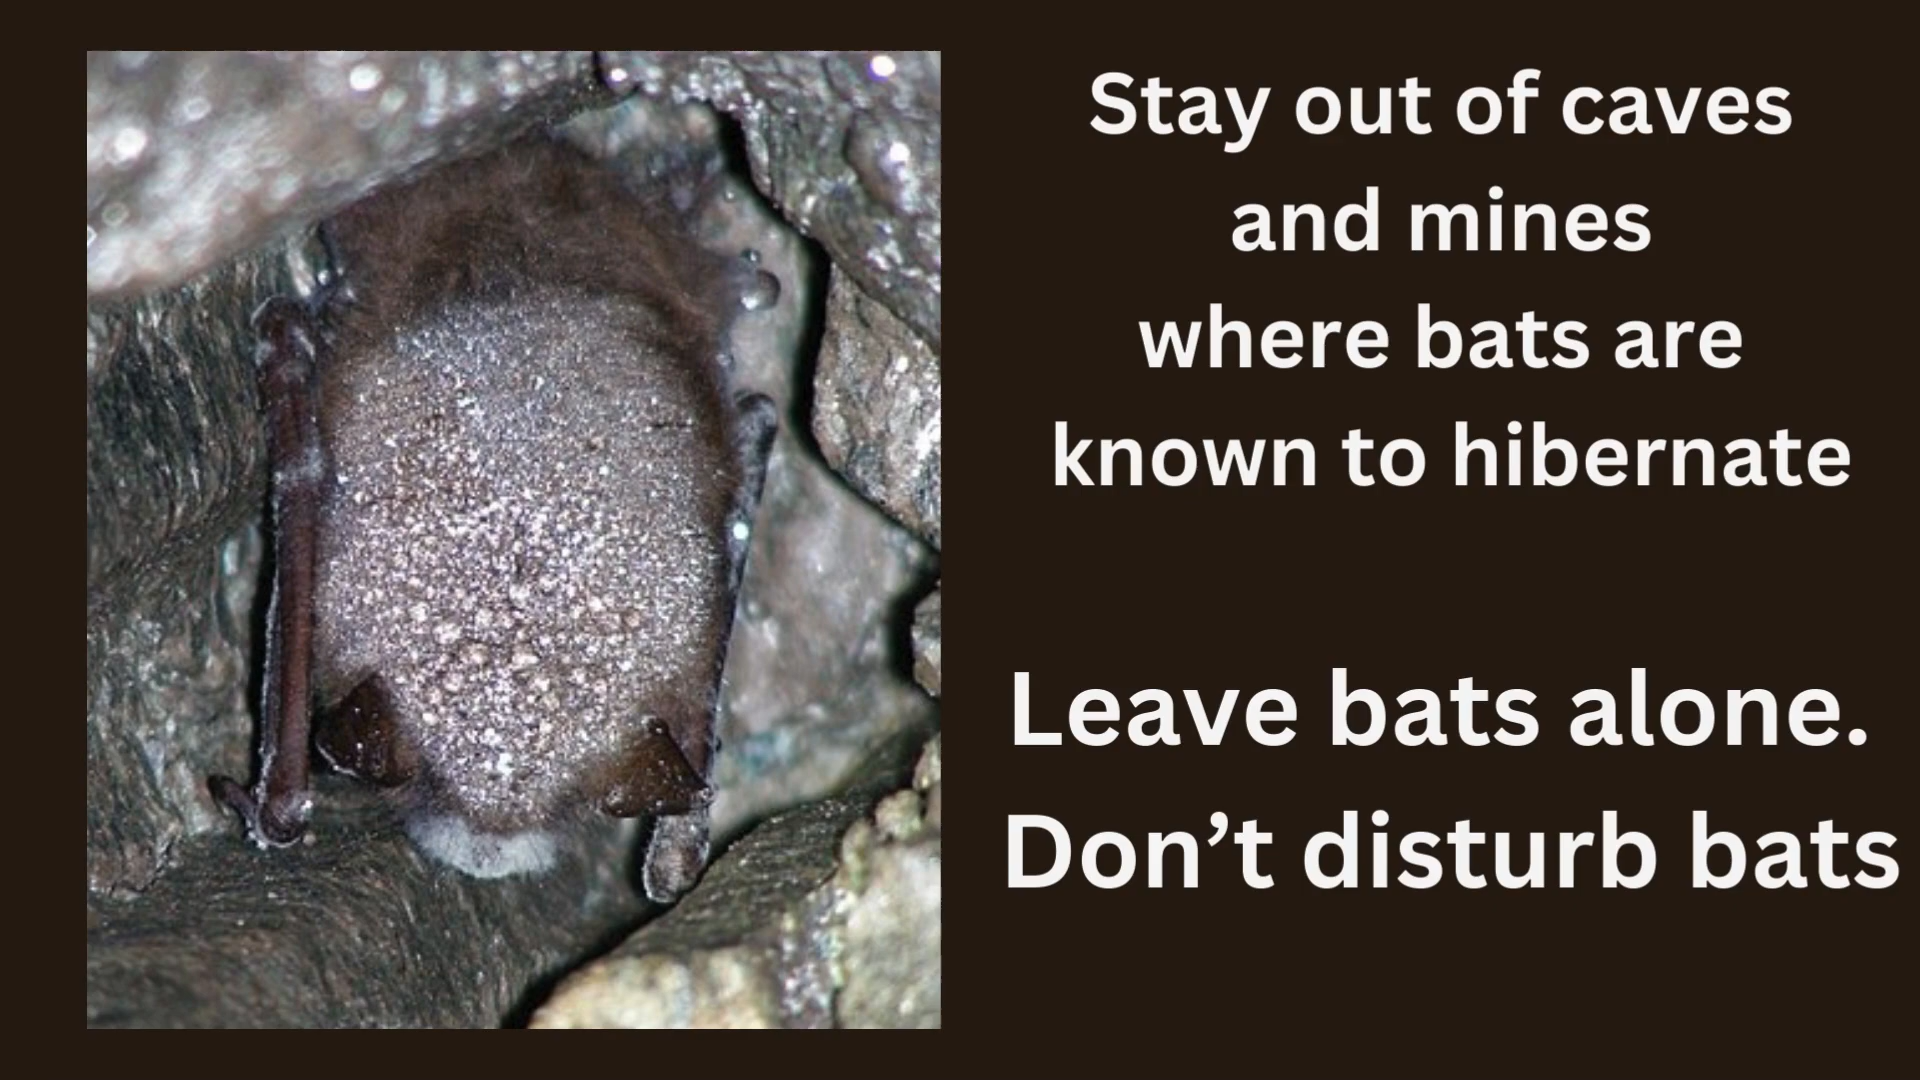 Stay out of caves
and mines
where bats are
known to hibernate
Leave bats alone.
Don’t disturb bats